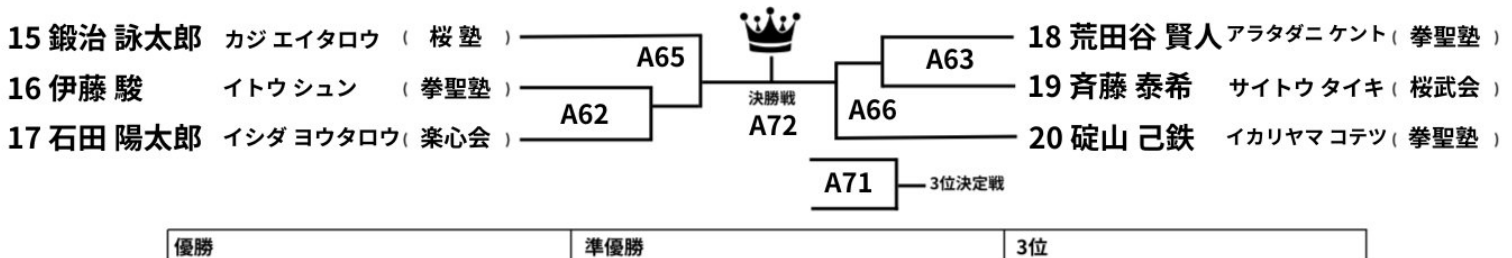 15 鍛治 詠太郎 カジ エイタロウ ( 桜 塾 )
16 伊藤 駿 イトウ シュン ( 拳聖塾 )
17 石田 陽太郎 イシダ ヨウタロウ ( 楽心会 )
A65
A62
決勝戦
A72
A63
A66
18 荒田谷 賢人 アラタダニ ケント ( 拳聖塾 )
19 斉藤 泰希 サイトウ タイキ ( 桜武会 )
20 碇山 己鉄 イカリヤマ コテツ ( 拳聖塾 )
A71 3位決定戦
優勝 準優勝 3位